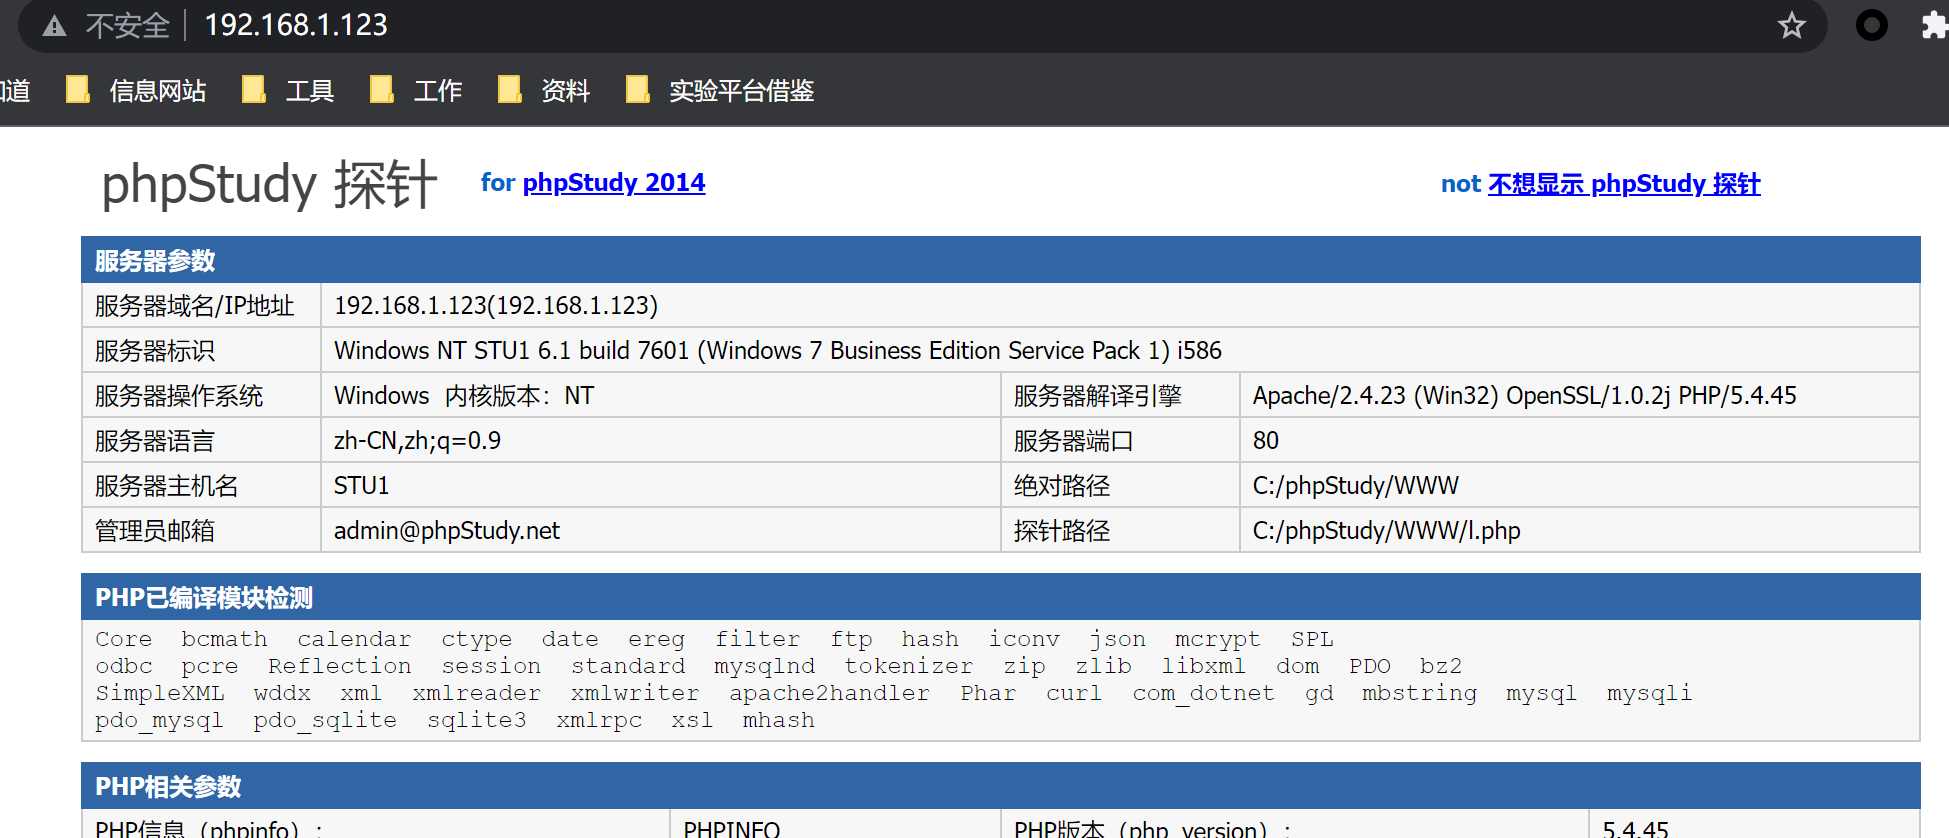 不安全 192.168.1.123
道 信息网站 工具 工作 资料 实验平台借鉴
phpStudy 探针 for phpStudy 2014 not 不想显示 phpStudy 探针
服务器参数
服务器域名/IP地址 192.168.1.123(192.168.1.123)
服务器标识 Windows NT STU1 6.1 build 7601 (Windows 7 Business Edition Service Pack 1) i586
服务器操作系统 Windows 内核版本：NT 服务器解译引擎 Apache/2.4.23 (Win32) OpenSSL/1.0.2j PHP/5.4.45
服务器语言 zh-CN,zh;q=0.9 服务器端口 80
服务器主机名 STU1 绝对路径 C:/phpStudy/WWW
管理员邮箱 admin@phpStudy.net 探针路径 C:/phpStudy/WWW/l.php
PHP已编译模块检测
Core bcmath calendar ctype date ereg filter ftp hash iconv json mcrypt SPL
odbc pcre Reflection session standard mysqlnd tokenizer zip zlib libxml dom PDO bz2
SimpleXML wddx xml xmlreader xmlwriter apache2handler Phar curl com_dotnet gd mbstring mysql mysqli
pdo_mysql pdo_sqlite sqlite3 xmlrpc xsl mhash
PHP相关参数
PHP信息（phpinfo）： PHPINFO PHP版本（php_version）： 5.4.45